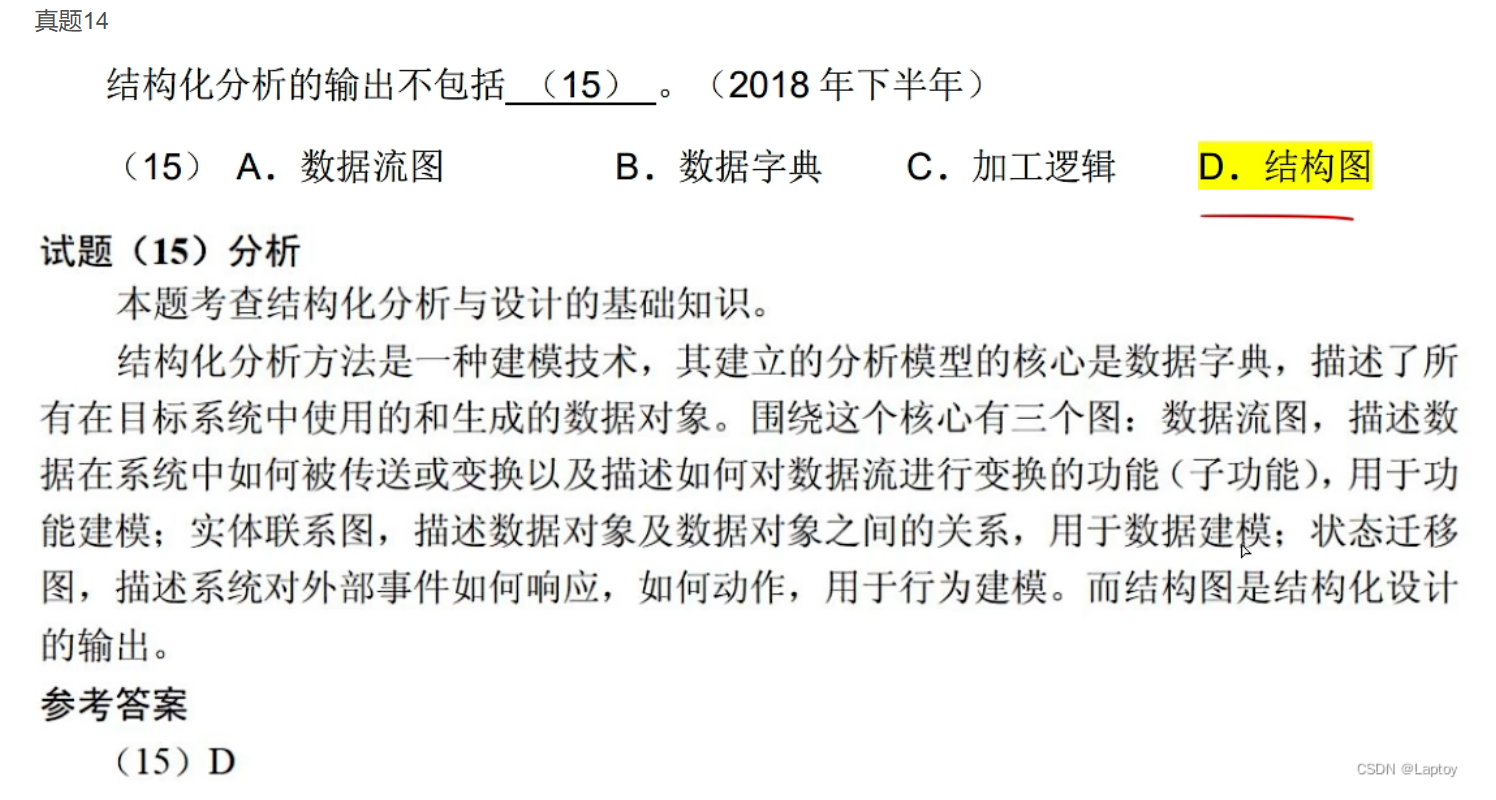 真题14
结构化分析的输出不包括（15）。（2018 年下半年）
（15） A．数据流图 B．数据字典 C．加工逻辑 D．结构图
试题（15）分析
本题考查结构化分析与设计的基础知识。
结构化分析方法是一种建模技术，其建立的分析模型的核心是数据字典，描述了所
有在目标系统中使用的和生成的数据对象。围绕这个核心有三个图：数据流图，描述数
据在系统中如何被传送或变换以及描述如何对数据流进行变换的功能（子功能），用于功
能建模；实体联系图，描述数据对象及数据对象之间的关系，用于数据建模；状态迁移
图，描述系统对外部事件如何响应，如何动作，用于行为建模。而结构图是结构化设计
的输出。
参考答案
（15）D
CSDN @Laptoy